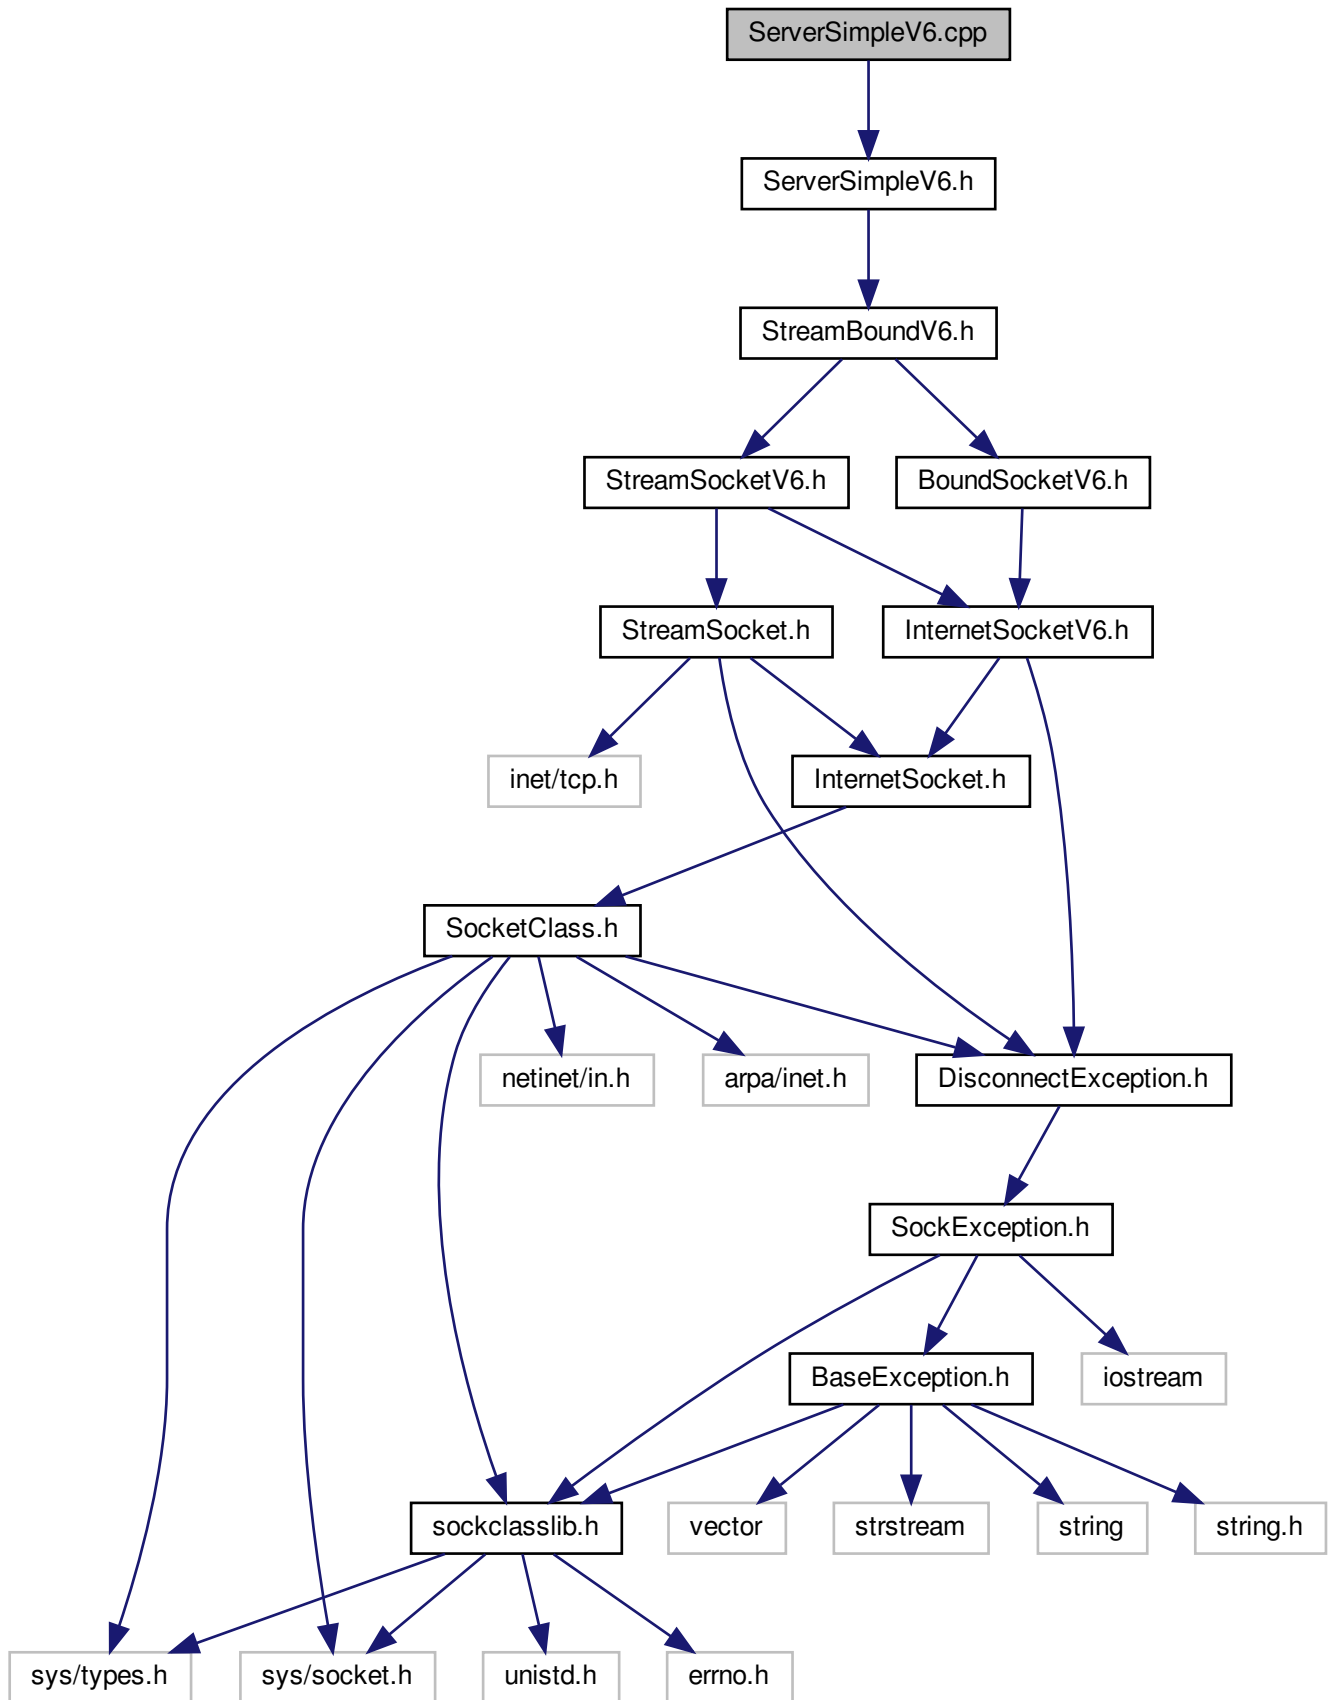 ServerSimpleV6.cpp
ServerSimpleV6.h
StreamBoundV6.h
StreamSocketV6.h
BoundSocketV6.h
StreamSocket.h
InternetSocketV6.h
inet/tcp.h
InternetSocket.h
SocketClass.h
netinet/in.h
arpa/inet.h
DisconnectException.h
SockException.h
BaseException.h
iostream
sockclasslib.h
vector
strstream
string
string.h
sys/types.h
sys/socket.h
unistd.h
errno.h